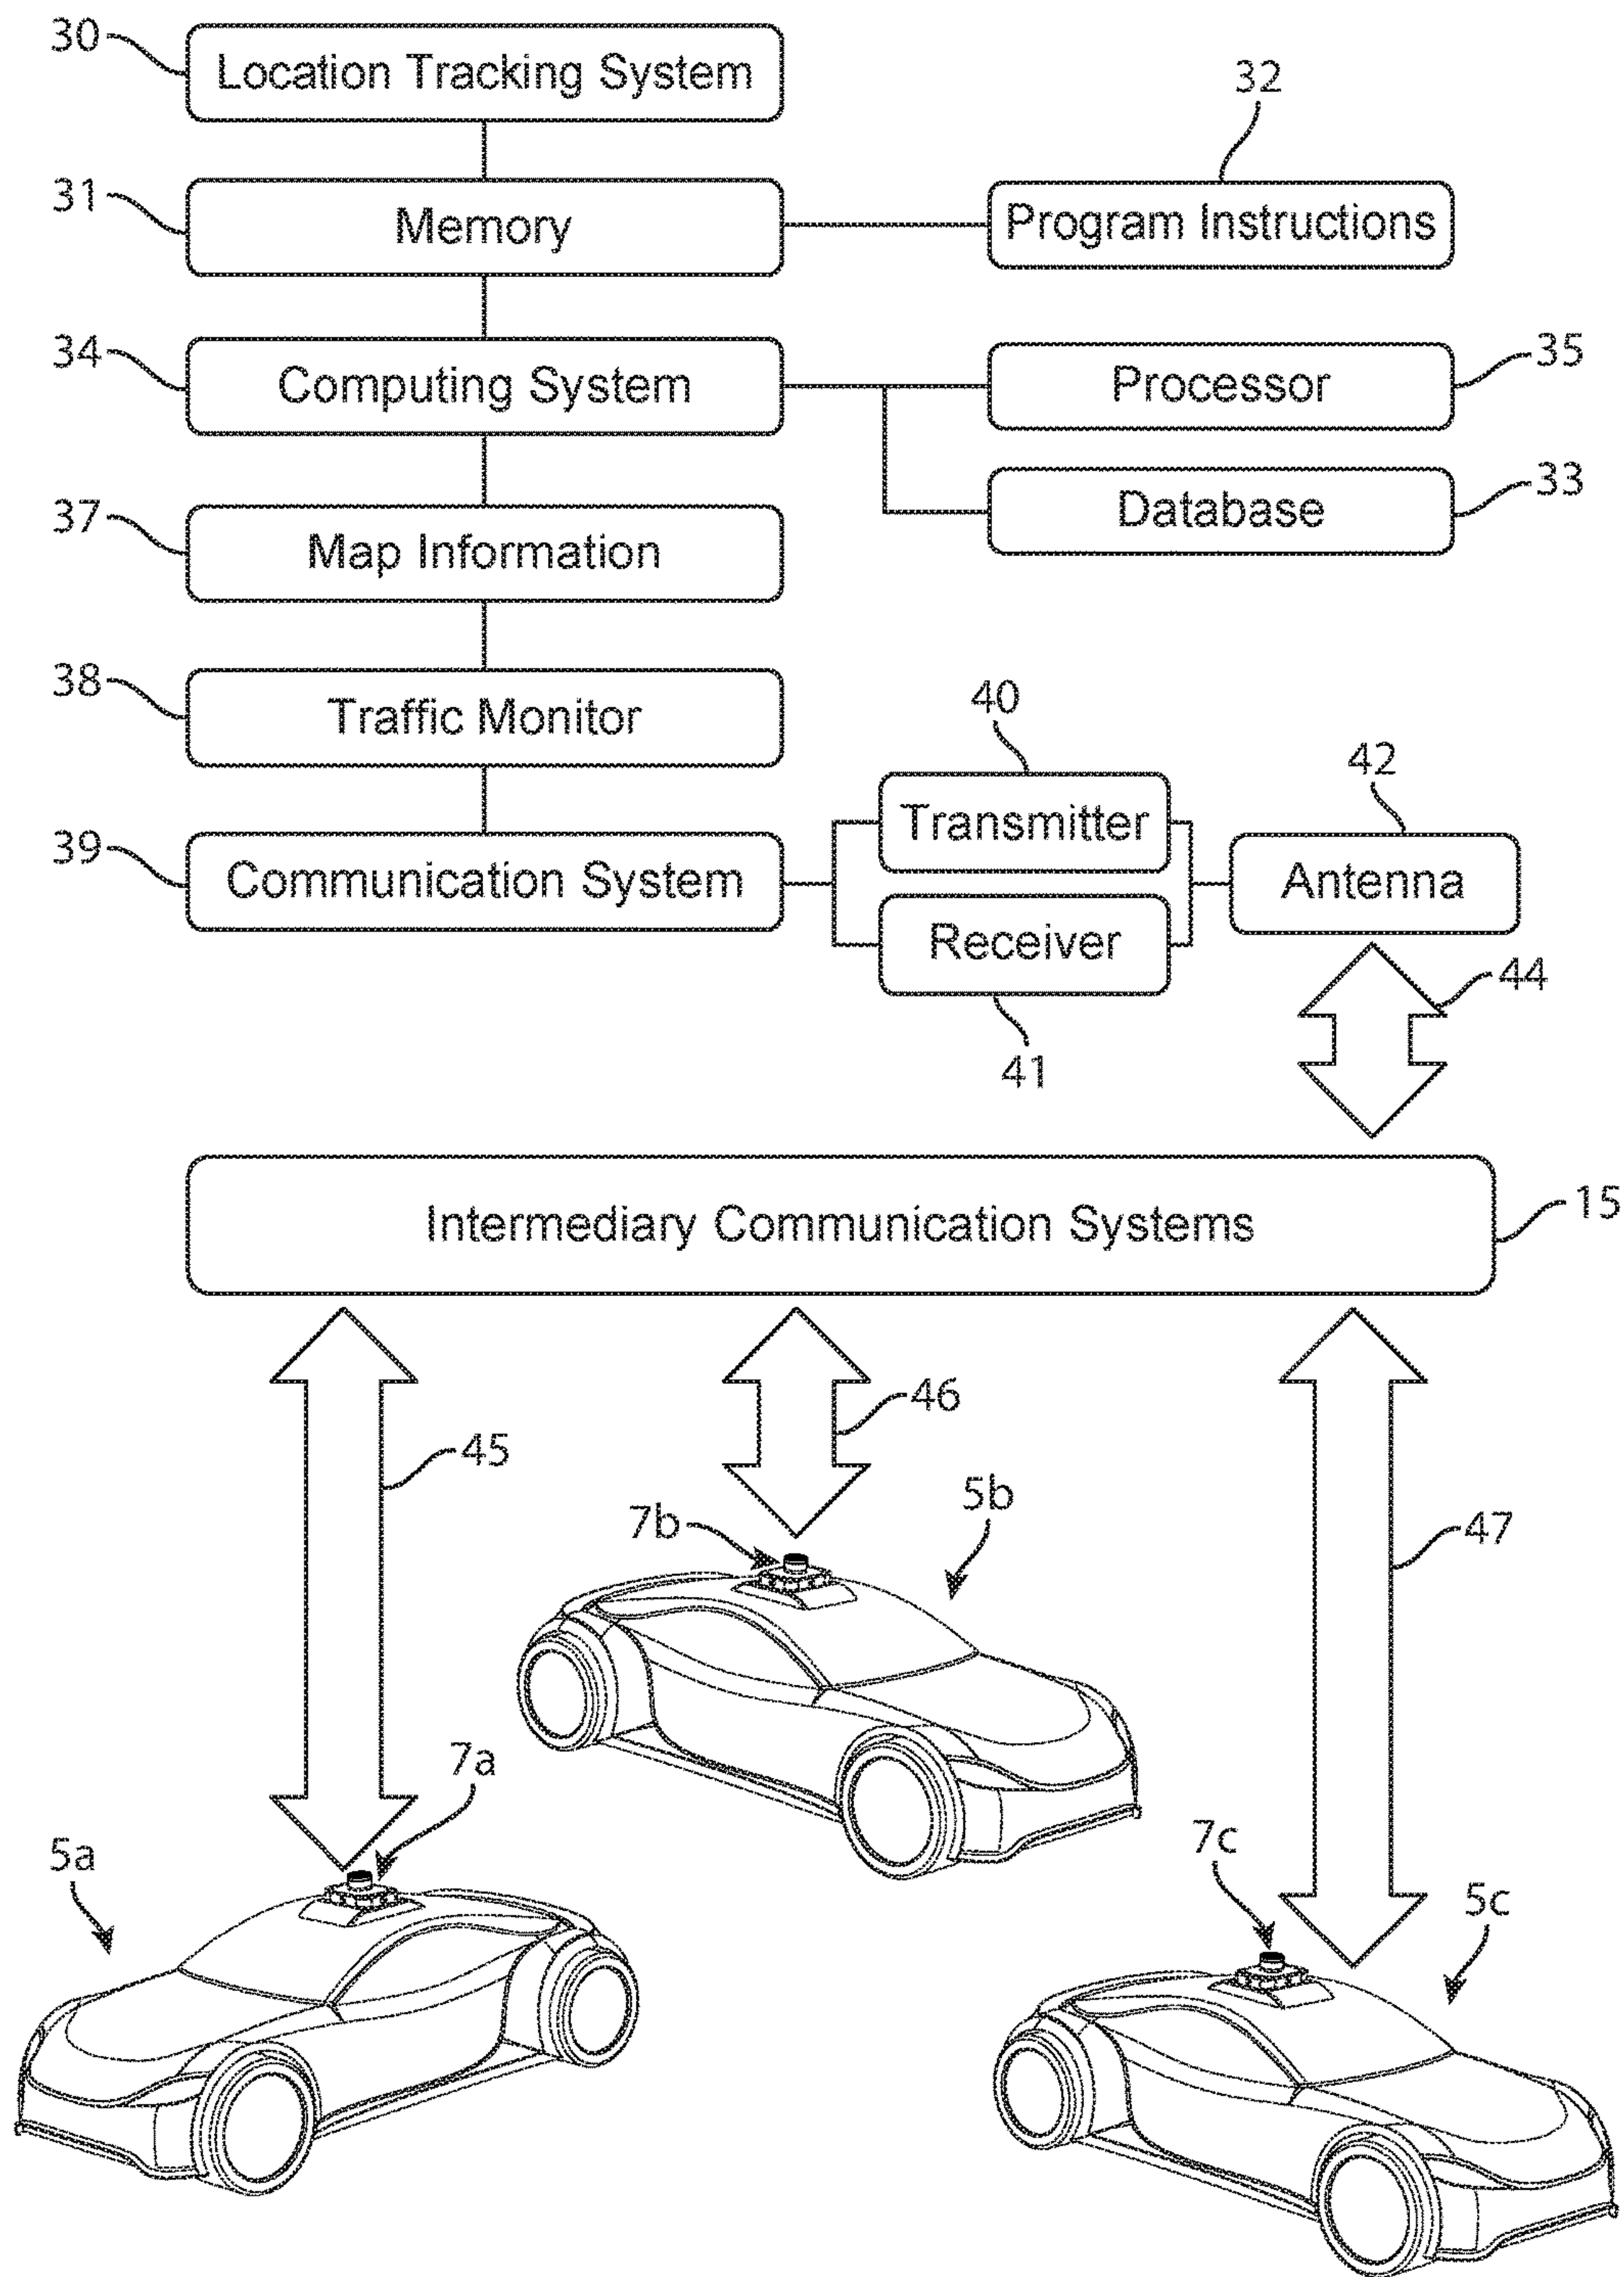 30
Location Tracking System
32
31
Memory
Program Instructions
34
Computing System
Processor
35
37
Map Information
Database
33
38
Traffic Monitor
40
42
39
Communication System
Transmitter
Antenna
Receiver
44
41
Intermediary Communication Systems
15
45
46
47
7b
5b
7a
5a
7c
5c